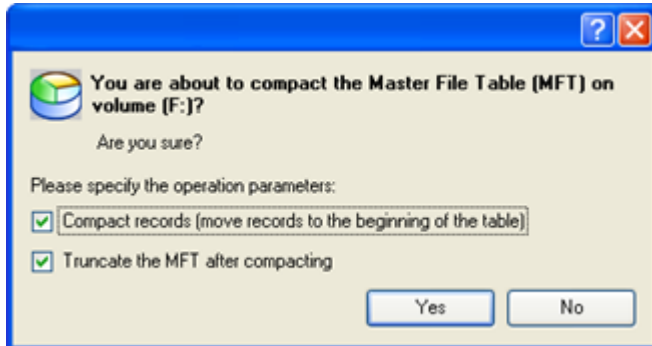 You are about to compact the Master File Table (MFT) on
volume (F:)?
Are you sure?
Please specify the operation parameters:
Compact records (move records to the beginning of the table)
Truncate the MFT after compacting
Yes No